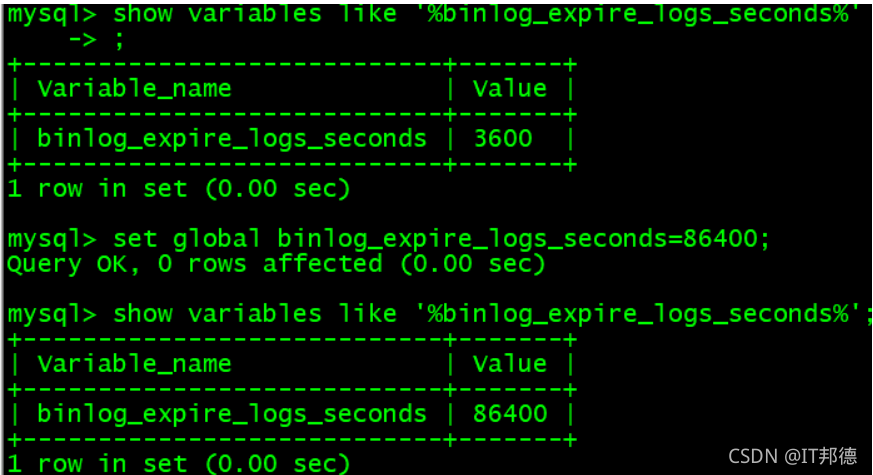 mysql> show variables like '%binlog_expire_logs_seconds%'
    -> ;
+----------------------------+-------+
| Variable_name              | Value |
+----------------------------+-------+
| binlog_expire_logs_seconds | 3600  |
+----------------------------+-------+
1 row in set (0.00 sec)
mysql> set global binlog_expire_logs_seconds=86400;
Query OK, 0 rows affected (0.00 sec)
mysql> show variables like '%binlog_expire_logs_seconds%';
+----------------------------+-------+
| Variable_name              | Value |
+----------------------------+-------+
| binlog_expire_logs_seconds | 86400 |
+----------------------------+-------+
1 row in set (0.00 sec)
CSDN @IT邦德